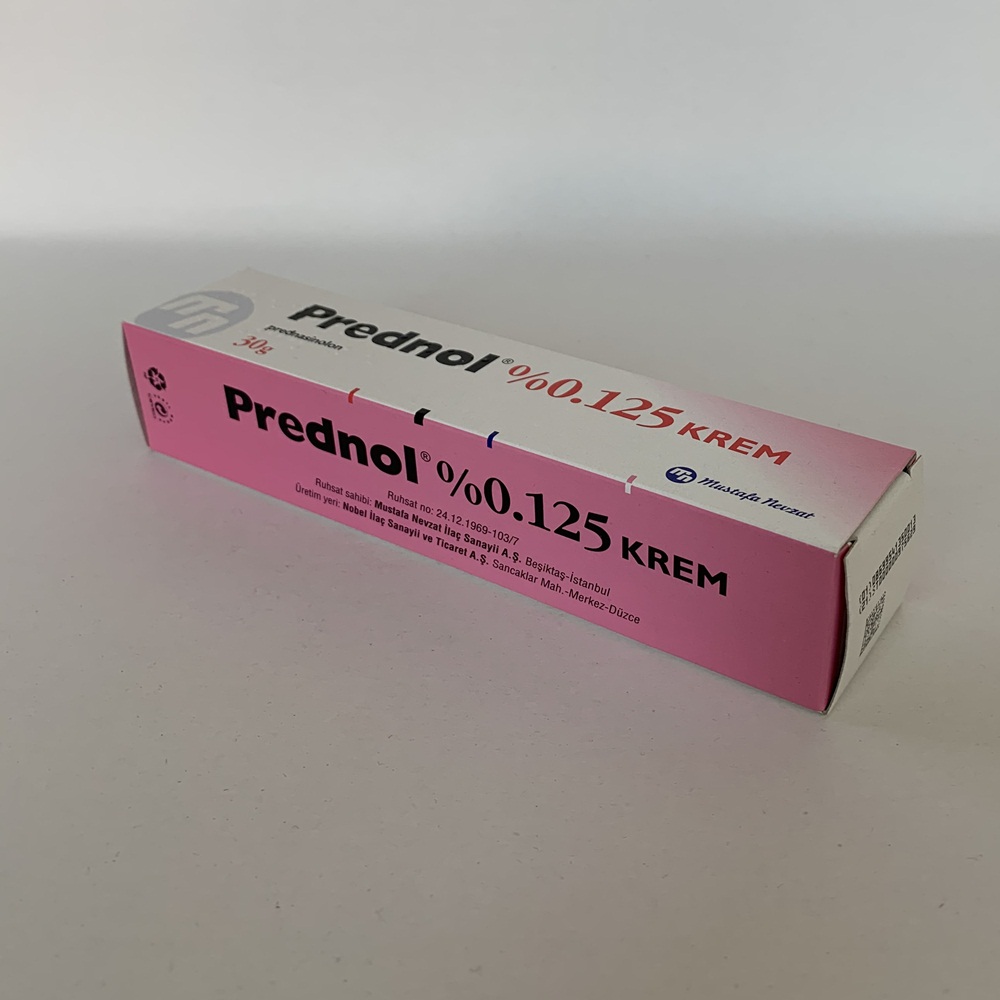 Prednol® %0.125 KREM
prednasinolon
30g
Mustafa Nevzat
Prednol® %0.125 KREM
Ruhsat no: 24.12.1969-103/7
Ruhsat sahibi: Mustafa Nevzat İlaç Sanayii A.Ş. Beşiktaş-İstanbul
Üretim yeri: Nobel İlaç Sanayii ve Ticaret A.Ş. Sancaklar Mah.-Merkez-Düzce